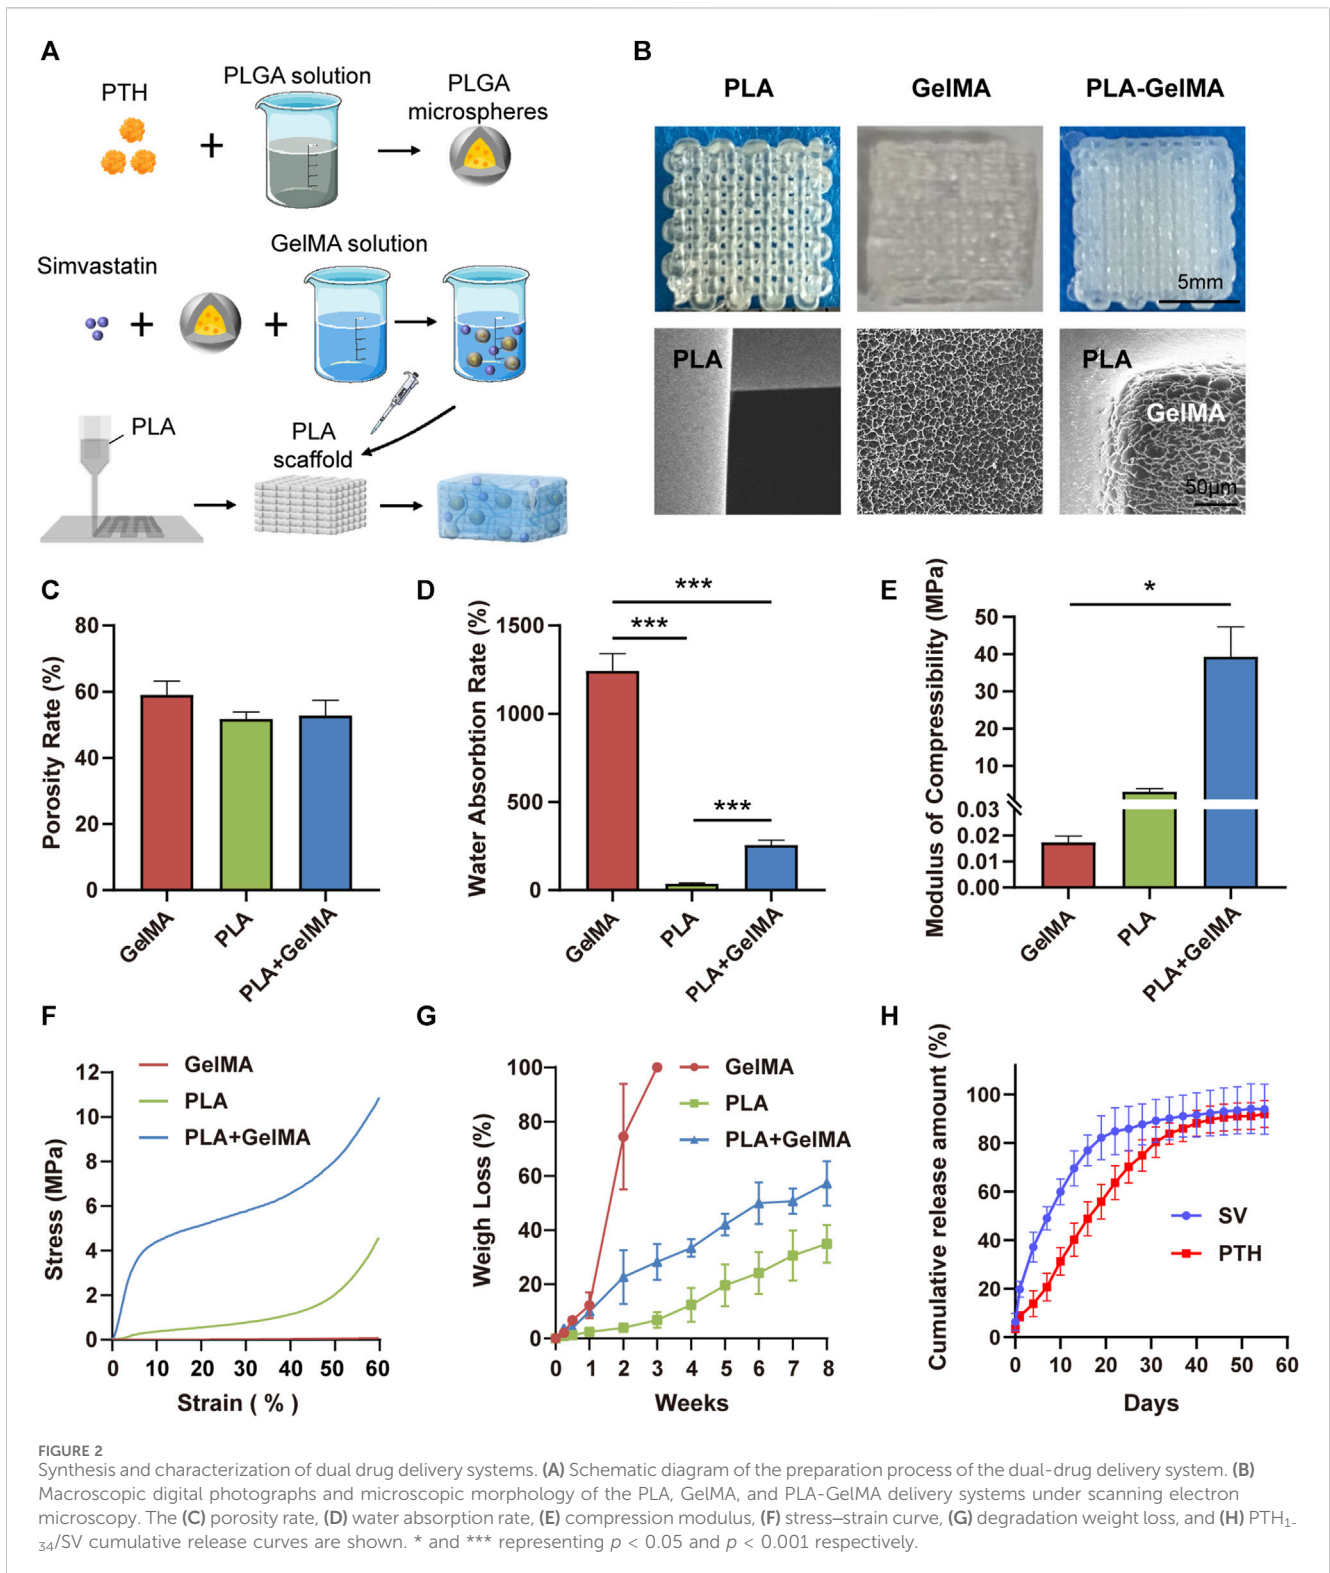 A
PTH
PLGA solution
PLGA
microspheres
Simvastatin
GelMA solution
PLA
PLA
scaffold
B
PLA
GelMA
PLA-GelMA
5mm
PLA
PLA
GelMA
50μm
C
Porosity Rate (%)
80
60
40
20
0
GelMA
PLA
PLA+GelMA
D
Water Absorbtion Rate (%)
1500
1000
500
0
***
***
***
GelMA
PLA
PLA+GelMA
E
Modulus of Compressibility (MPa)
50
40
30
20
10
0.03
0.02
0.01
0.00
*
GelMA
PLA
PLA+GelMA
F
GelMA
PLA
PLA+GelMA
Stress (MPa)
12
10
8
6
4
2
0
0 10 20 30 40 50 60
Strain ( % )
G
GelMA
PLA
PLA+GelMA
Weigh Loss (%)
100
80
60
40
20
0
0 1 2 3 4 5 6 7 8
Weeks
H
Cumulative release amount (%)
100
80
60
40
20
0
SV
PTH
0 10 20 30 40 50 60
Days
FIGURE 2
Synthesis and characterization of dual drug delivery systems. (A) Schematic diagram of the preparation process of the dual-drug delivery system. (B)
Macroscopic digital photographs and microscopic morphology of the PLA, GelMA, and PLA-GelMA delivery systems under scanning electron
microscopy. The (C) porosity rate, (D) water absorption rate, (E) compression modulus, (F) stress–strain curve, (G) degradation weight loss, and (H) PTH1-
34/SV cumulative release curves are shown. * and *** representing p < 0.05 and p < 0.001 respectively.